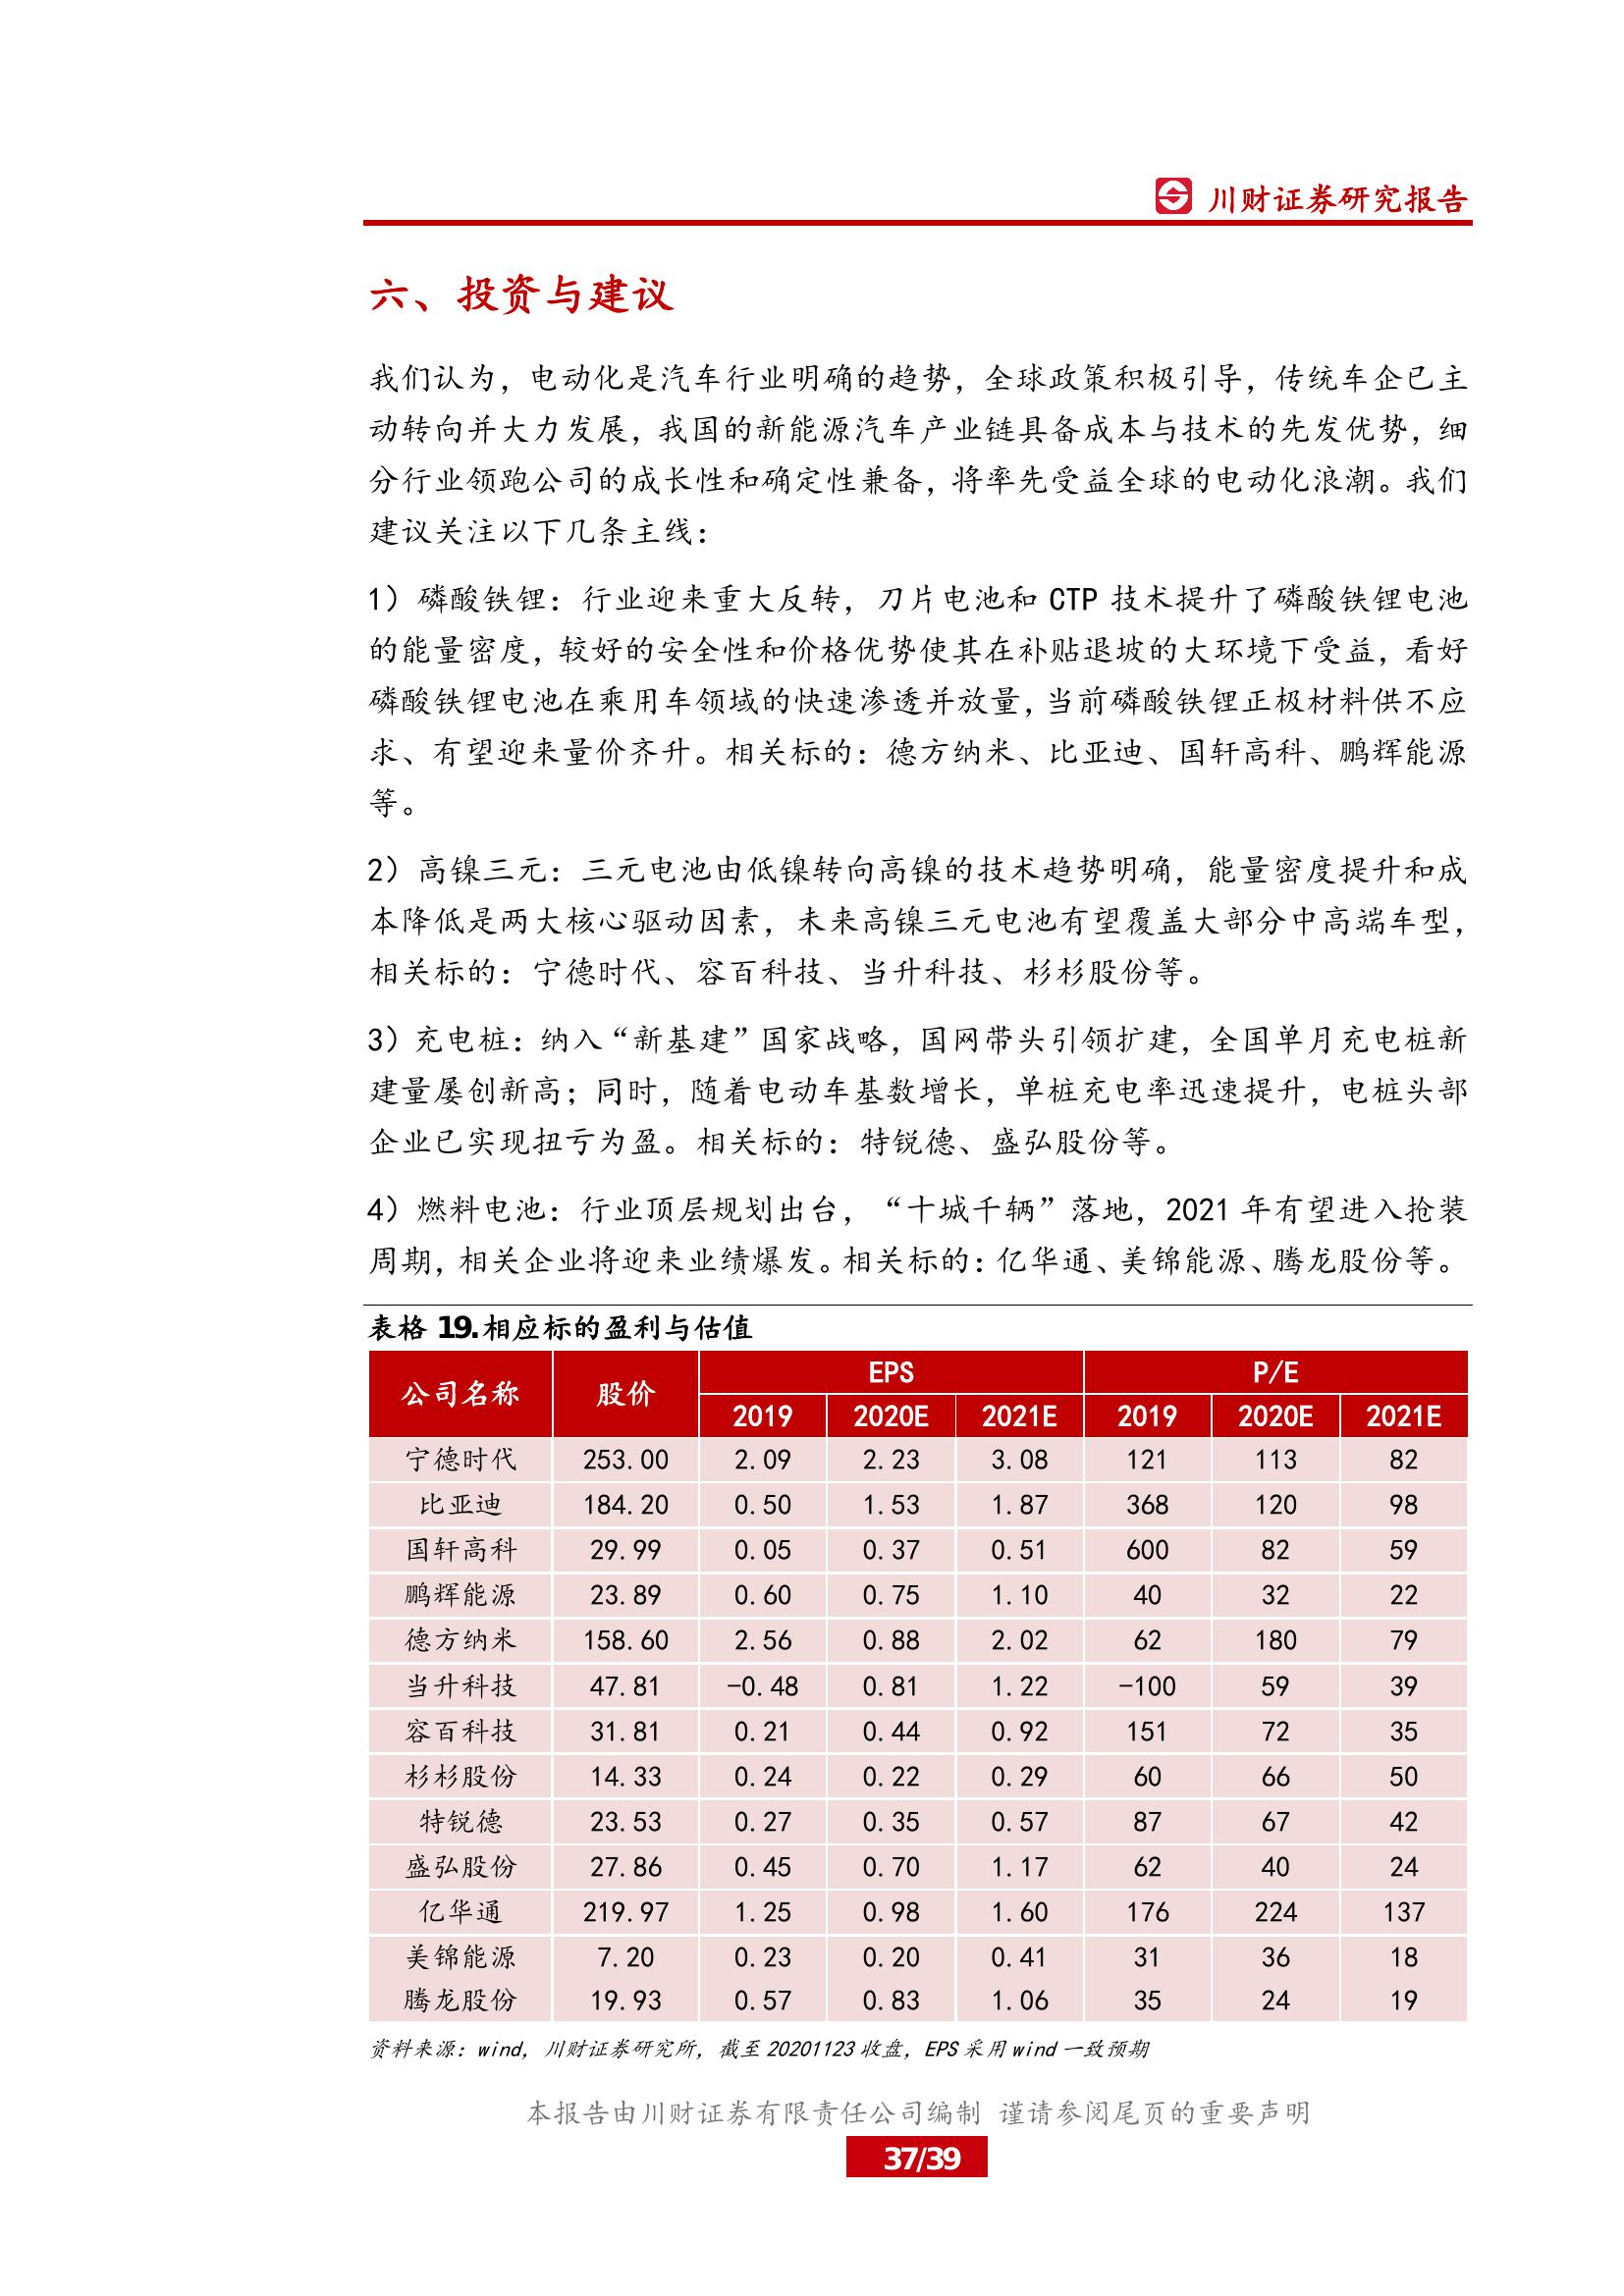 川财证券研究报告
六、投资与建议
我们认为，电动化是汽车行业明确的趋势，全球政策积极引导，传统车企已主
动转向并大力发展，我国的新能源汽车产业链具备成本与技术的先发优势，细
分行业领跑公司的成长性和确定性兼备，将率先受益全球的电动化浪潮。我们
建议关注以下几条主线：
1）磷酸铁锂：行业迎来重大反转，刀片电池和 CTP 技术提升了磷酸铁锂电池
的能量密度，较好的安全性和价格优势使其在补贴退坡的大环境下受益，看好
磷酸铁锂电池在乘用车领域的快速渗透并放量，当前磷酸铁锂正极材料供不应
求、有望迎来量价齐升。相关标的：德方纳米、比亚迪、国轩高科、鹏辉能源
等。
2）高镍三元：三元电池由低镍转向高镍的技术趋势明确，能量密度提升和成
本降低是两大核心驱动因素，未来高镍三元电池有望覆盖大部分中高端车型，
相关标的：宁德时代、容百科技、当升科技、杉杉股份等。
3）充电桩：纳入“新基建”国家战略，国网带头引领扩建，全国单月充电桩新
建量屡创新高；同时，随着电动车基数增长，单桩充电率迅速提升，电桩头部
企业已实现扭亏为盈。相关标的：特锐德、盛弘股份等。
4）燃料电池：行业顶层规划出台，“十城千辆”落地，2021 年有望进入抢装
周期，相关企业将迎来业绩爆发。相关标的：亿华通、美锦能源、腾龙股份等。
表格 19.相应标的盈利与估值
公司名称 股价 EPS P/E
2019 2020E 2021E 2019 2020E 2021E
宁德时代 253.00 2.09 2.23 3.08 121 113 82
比亚迪 184.20 0.50 1.53 1.87 368 120 98
国轩高科 29.99 0.05 0.37 0.51 600 82 59
鹏辉能源 23.89 0.60 0.75 1.10 40 32 22
德方纳米 158.60 2.56 0.88 2.02 62 180 79
当升科技 47.81 -0.48 0.81 1.22 -100 59 39
容百科技 31.81 0.21 0.44 0.92 151 72 35
杉杉股份 14.33 0.24 0.22 0.29 60 66 50
特锐德 23.53 0.27 0.35 0.57 87 67 42
盛弘股份 27.86 0.45 0.70 1.17 62 40 24
亿华通 219.97 1.25 0.98 1.60 176 224 137
美锦能源 7.20 0.23 0.20 0.41 31 36 18
腾龙股份 19.93 0.57 0.83 1.06 35 24 19
资料来源：wind，川财证券研究所，截至 20201123 收盘，EPS 采用 wind 一致预期
本报告由川财证券有限责任公司编制 谨请参阅尾页的重要声明
37/39